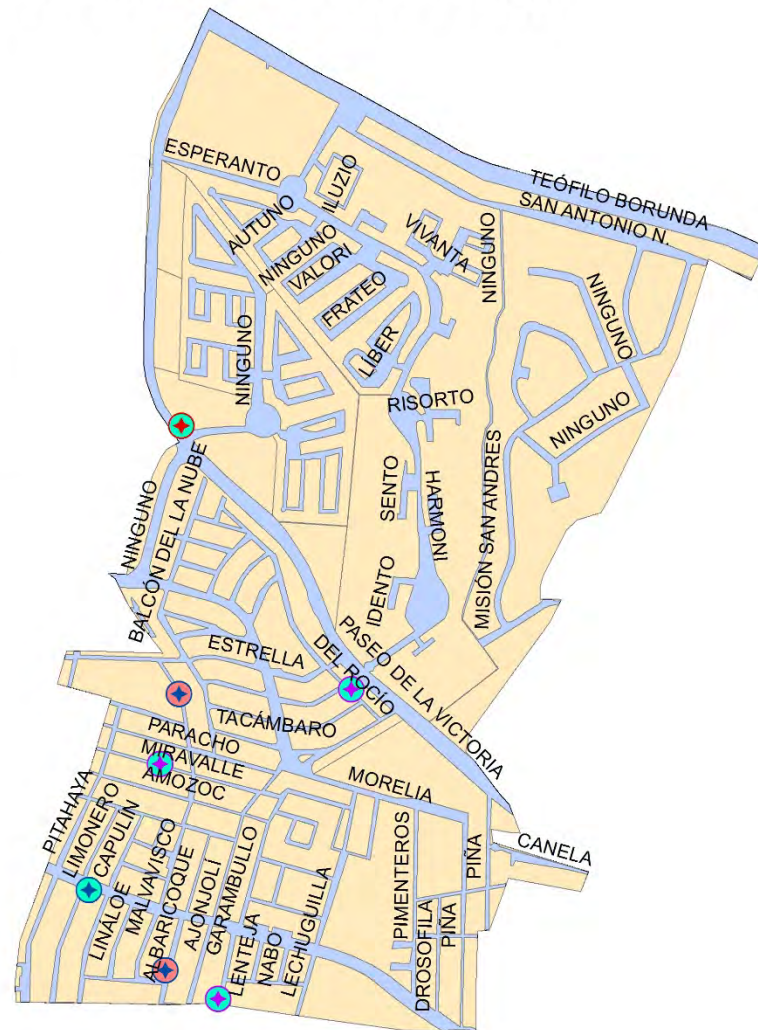 TEÓFILO BORUNDA
SAN ANTONIO N.
ESPERANTO
ILUZIO
AUTUNO
NINGUNO
VALORI
VIVANTA
NINGUNO
FRATEO
LÍBER
NINGUNO
NINGUNO
RISORTO
NINGUNO
BALCÓN DEL LA NUBE
NINGUNO
SENTO
HARMONI
MISIÓN SAN ANDRES
IDENTO
ESTRELLA
DEL ROCÍO
PASEO DE LA VICTORIA
TACÁMBARO
PARACHO
MIRAVALLE
AMOZOC
MORELIA
PITAHAYA
LIMONERO
CAPULÍN
LINALOE
MALVAVISCO
ALBARICOQUE
AJONJOLÍ
GARAMBULLO
LENTEJA
NABO
LECHUGUILLA
PIMENTEROS
DROSOFILA
PIÑA
PIÑA
CANELA